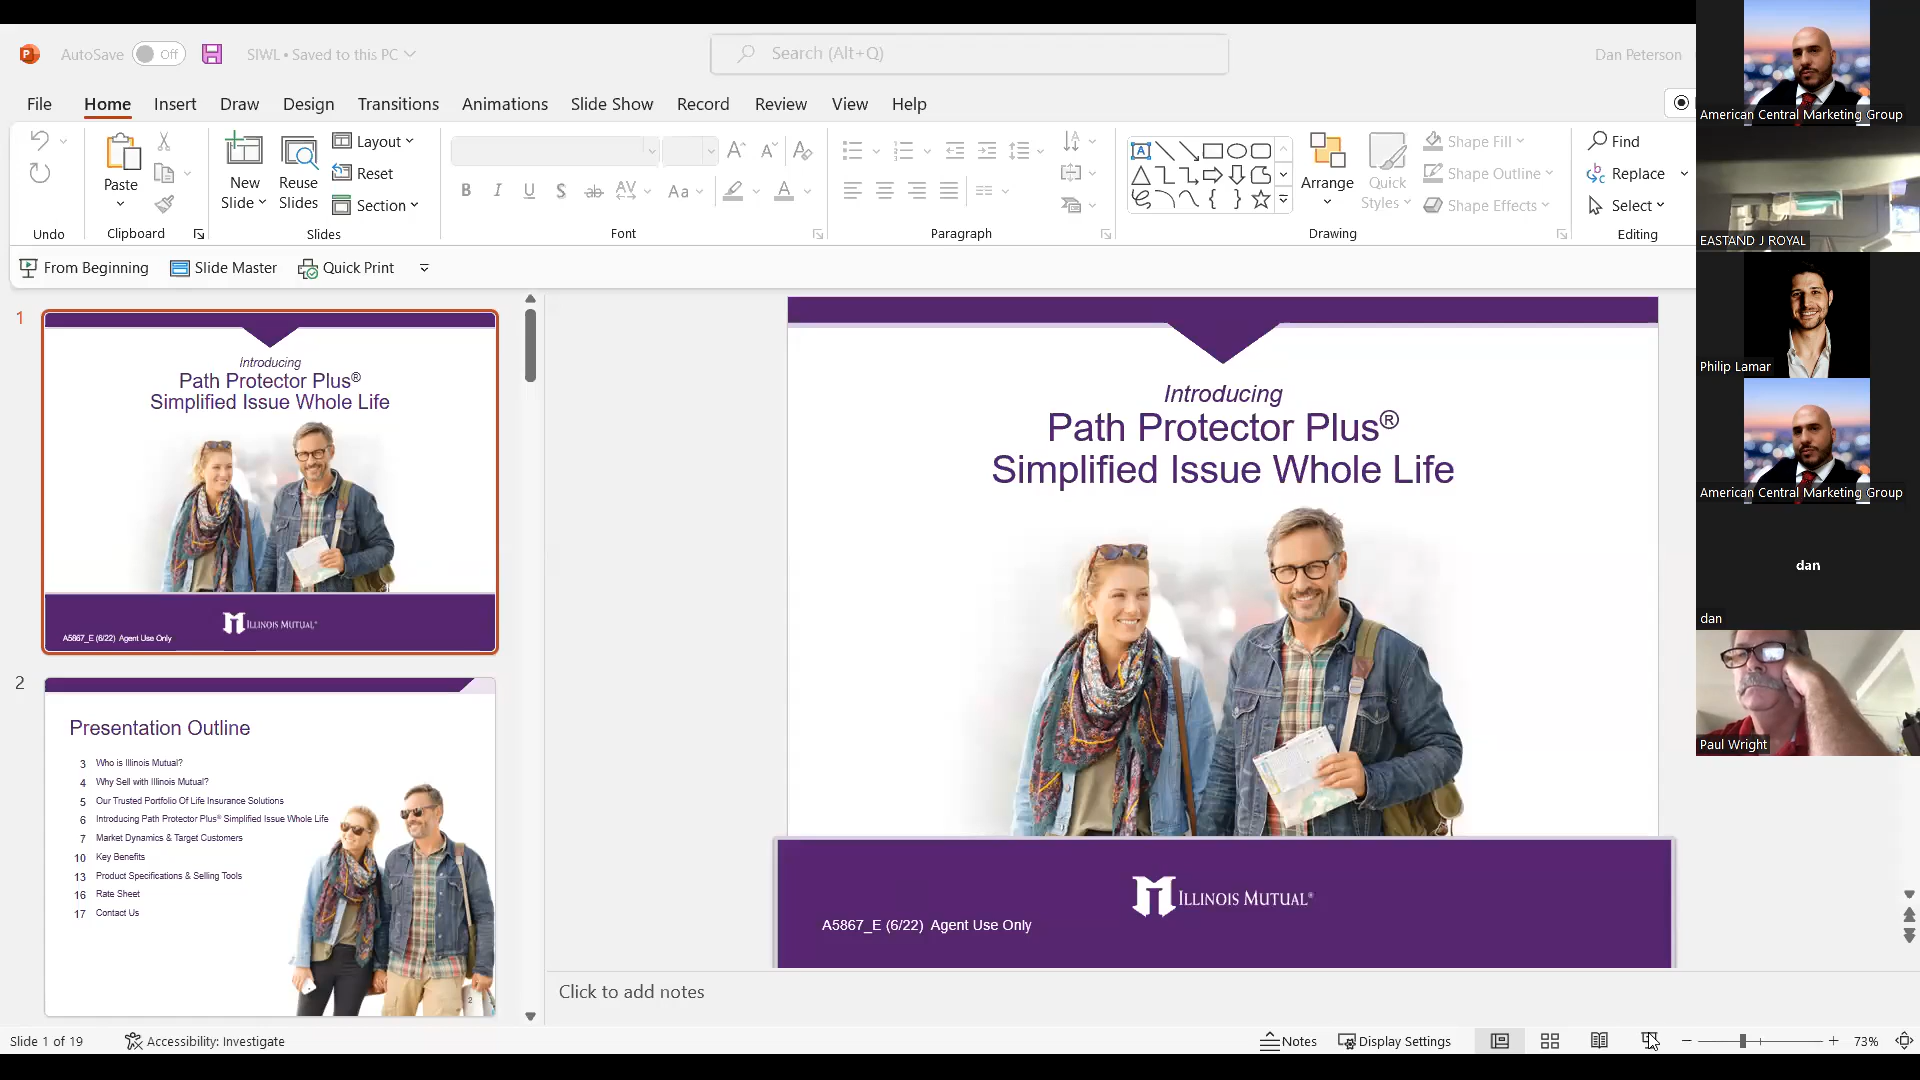 AutoSave
Off
SIWL • Saved to this PC
Search (Alt+Q)
Dan Peterson
File
Home
Insert
Draw
Design
Transitions
Animations
Slide Show
Record
Review
View
Help
Undo
Paste
Clipboard
New
Slide
Reuse
Slides
Layout
Reset
Section
Slides
B I U S ab AV Aa A
Font
Paragraph
Arrange
Quick
Styles
Shape Fill
Shape Outline
Shape Effects
Drawing
Find
Replace
Select
Editing
From Beginning
Slide Master
Quick Print
1
Introducing
Path Protector Plus®
Simplified Issue Whole Life
ILLINOIS MUTUAL®
A5867_E (6/22) Agent Use Only
2
Presentation Outline
3 Who is Illinois Mutual?
4 Why Sell with Illinois Mutual?
5 Our Trusted Portfolio Of Life Insurance Solutions
6 Introducing Path Protector Plus® Simplified Issue Whole Life
7 Market Dynamics & Target Customers
10 Key Benefits
13 Product Specifications & Selling Tools
16 Rate Sheet
17 Contact Us
2
Introducing
Path Protector Plus®
Simplified Issue Whole Life
ILLINOIS MUTUAL®
A5867_E (6/22) Agent Use Only
Click to add notes
Slide 1 of 19
Accessibility: Investigate
Notes
Display Settings
73%
American Central Marketing Group
EASTAND J ROYAL
Philip Lamar
American Central Marketing Group
dan
dan
Paul Wright